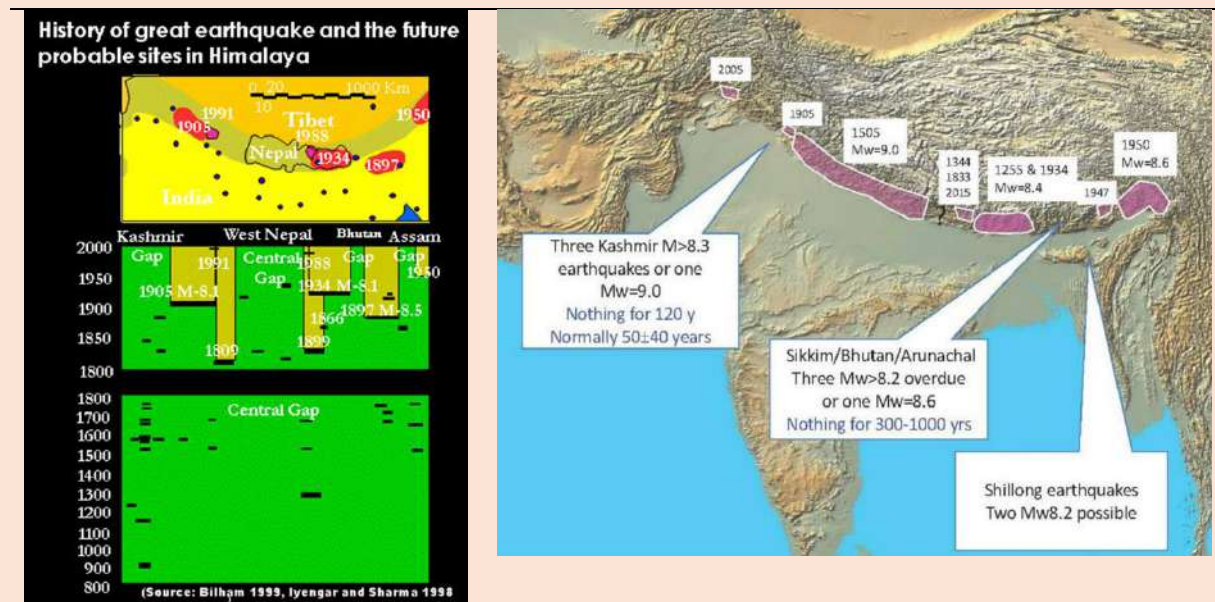 History of great earthquake and the future
probable sites in Himalaya
0 20 1000 Km
10
1991
1905
Tibet
1988
1950
Nepal
1934
1897
India
Kashmir West Nepal Bhutan Assam
Gap Central Gap Gap
Gap
2000
1950
1900
1850
1800
1991
1988
1950
1905 M-8.1
1934 M-8.1
1897 M-8.5
1866
1809
1899
1800
1700
1600
1500
1400
1300
1200
1100
1000
900
800
Central Gap
(Source: Bilham 1999, Iyengar and Sharma 1998
2005
1905
1505
Mw=9.0
1344
1833
2015
1255 & 1934
Mw=8.4
1947
1950
Mw=8.6
Three Kashmir M>8.3
earthquakes or one
Mw=9.0
Nothing for 120 y
Normally 50±40 years
Sikkim/Bhutan/Arunachal
Three Mw>8.2 overdue
or one Mw=8.6
Nothing for 300-1000 yrs
Shillong earthquakes
Two Mw8.2 possible